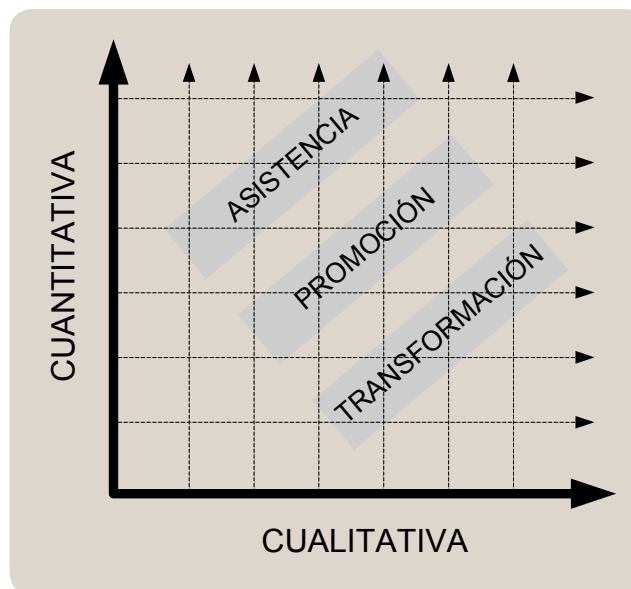 CUANTITATIVA
ASISTENCIA
PROMOCIÓN
TRANSFORMACIÓN
CUALITATIVA